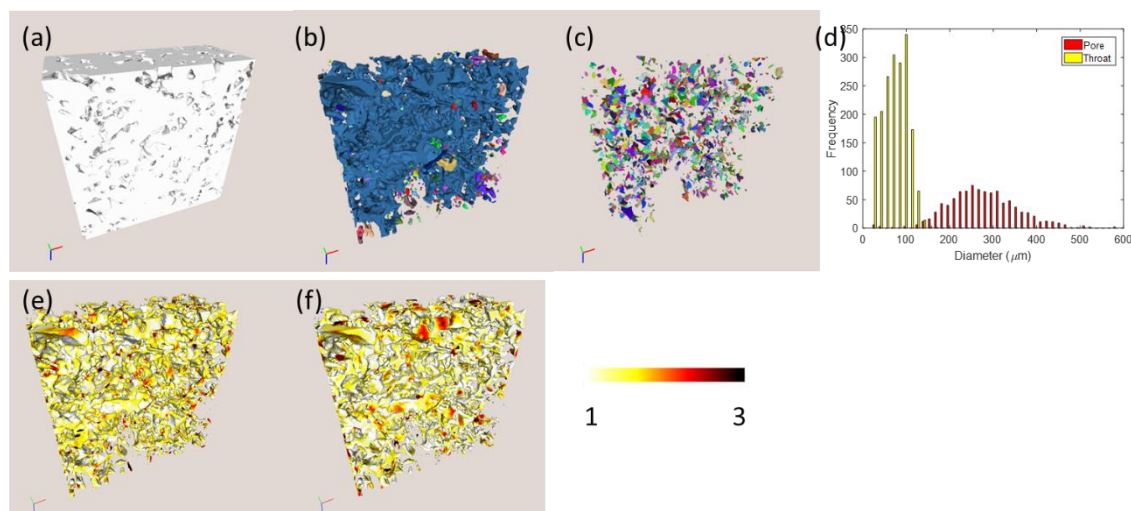 (a)
(b)
(c)
(d)
350
300
250
200
150
100
50
0
Frequency
0 100 200 300 400 500 600
Diameter (μm)
Pore
Throat
(e)
(f)
1 3